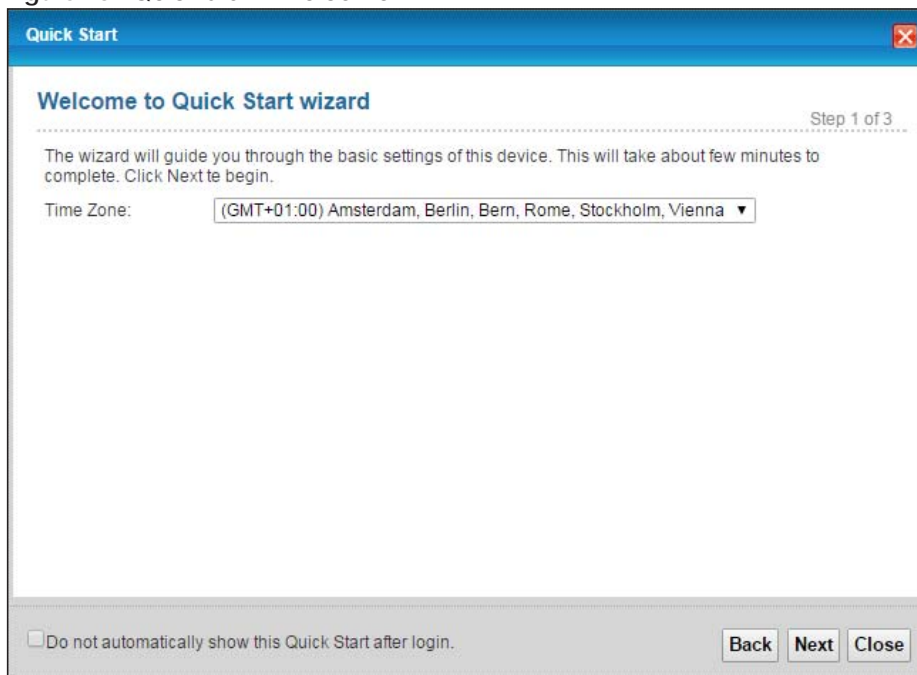 Quick Start
Welcome to Quick Start wizard
Step 1 of 3
The wizard will guide you through the basic settings of this device. This will take about few minutes to
complete. Click Next te begin.
Time Zone: (GMT+01:00) Amsterdam, Berlin, Bern, Rome, Stockholm, Vienna
Do not automatically show this Quick Start after login.
Back Next Close